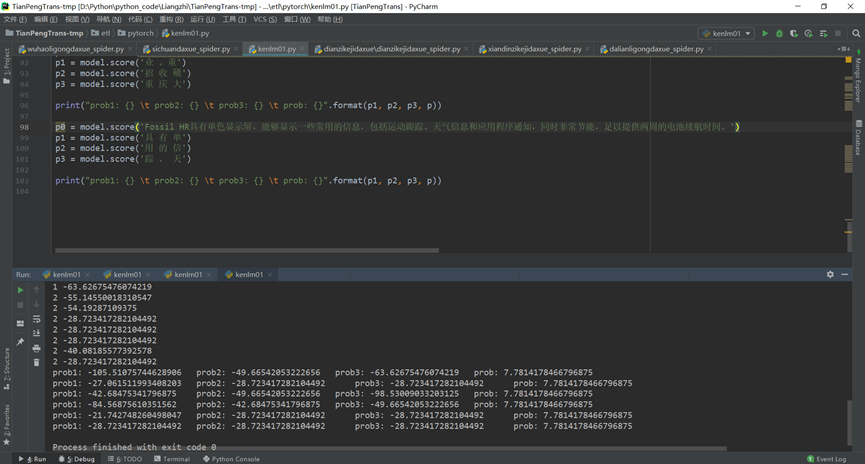 TianPengTrans-tmp [D:\Python\python_code\Liangzhi\TianPengTrans-tmp] - ...\etl\pytorch\kenlm01.py [TianPengTrans] - PyCharm
文件 (F) 编辑 (E) 视图 (V) 导航 (N) 代码 (C) 重构 (R) 运行 (U) 工具 (T) VCS (S) 窗口 (W) 帮助 (H)
TianPengTrans-tmp etl pytorch kenlm01.py kenlm01
wuhaoligongdaxue_spider.py sichuandaxue_spider.py kenlm01.py dianzikejidaxue\dianzikejidaxue_spider.py xiandinzikejidaxue_spider.py dalianligongdaxue_spider.py
92 p1 = model.score('业 、 重')
93 p2 = model.score('招 收 硕')
94 p3 = model.score('重 庆 大')
95
96 print("prob1: {} \t prob2: {} \t prob3: {} \t prob: {}".format(p1, p2, p3, p))
97
98 p0 = model.score('Fossil HR具有单色显示屏，能够显示一些常用的信息，包括运动跟踪、天气信息和应用程序通知，同时非常节能，足以提供两周的电池续航时间。')
99 p1 = model.score('具 有 单')
100 p2 = model.score('用 的 信')
101 p3 = model.score('踪 、 天')
102
103 print("prob1: {} \t prob2: {} \t prob3: {} \t prob: {}".format(p1, p2, p3, p))
104
1: Project
Mongo Explorer
Database
Run: kenlm01 kenlm01 kenlm01 kenlm01
1 -63.62675476074219
2 -55.14550018310547
2 -54.19287109375
2 -28.723417282104492
2 -28.723417282104492
2 -28.723417282104492
2 -40.08185577392578
2 -28.723417282104492
prob1: -105.51075744628906 prob2: -49.66542053222656 prob3: -63.62675476074219 prob: 7.7814178466796875
prob1: -27.061511993408203 prob2: -28.723417282104492 prob3: -28.723417282104492 prob: 7.7814178466796875
prob1: -42.68475341796875 prob2: -49.66542053222656 prob3: -98.53009033203125 prob: 7.7814178466796875
prob1: -84.5685610351562 prob2: -42.68475341796875 prob3: -49.66542053222656 prob: 7.7814178466796875
prob1: -21.742748260498047 prob2: -28.723417282104492 prob3: -28.723417282104492 prob: 7.7814178466796875
prob1: -28.723417282104492 prob2: -28.723417282104492 prob3: -28.723417282104492 prob: 7.7814178466796875
Process finished with exit code 0
7: Structure
2: Favorites
4: Run 5: Debug 6: TODO Terminal Python Console 1 Event Log